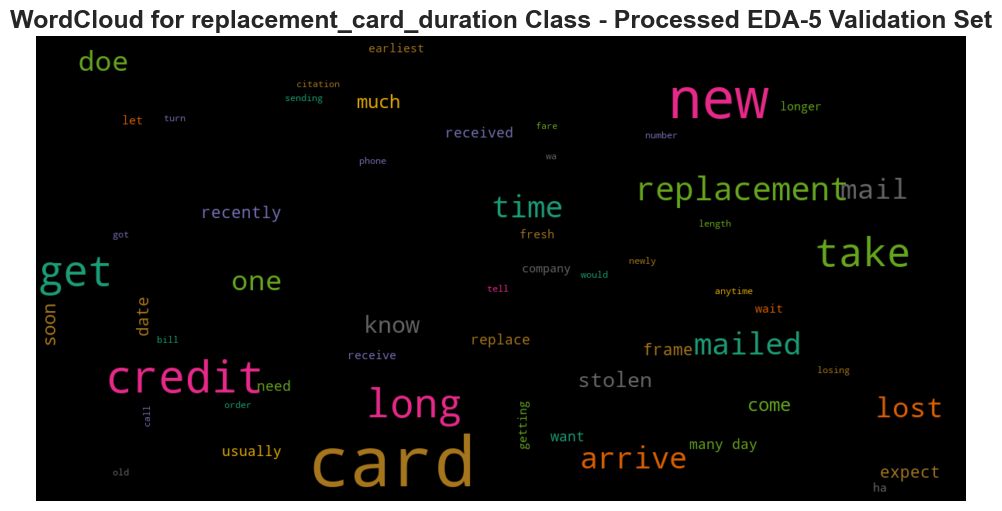 WordCloud for replacement_card_duration Class - Processed EDA-5 Validation Set
earliest
doe
citation
sending
much
new
longer
let
turn
received
fare
number
phone
wa
replacement
mail
recently
time
length
got
fresh
get
one
company
would
newly
take
tell
anytime
soon
date
know
wait
bill
receive
replace
frame
mailed
credit
need
stolen
losing
order
call
long
getting
want
come
lost
usually
card
arrive
many day
old
expect
ha